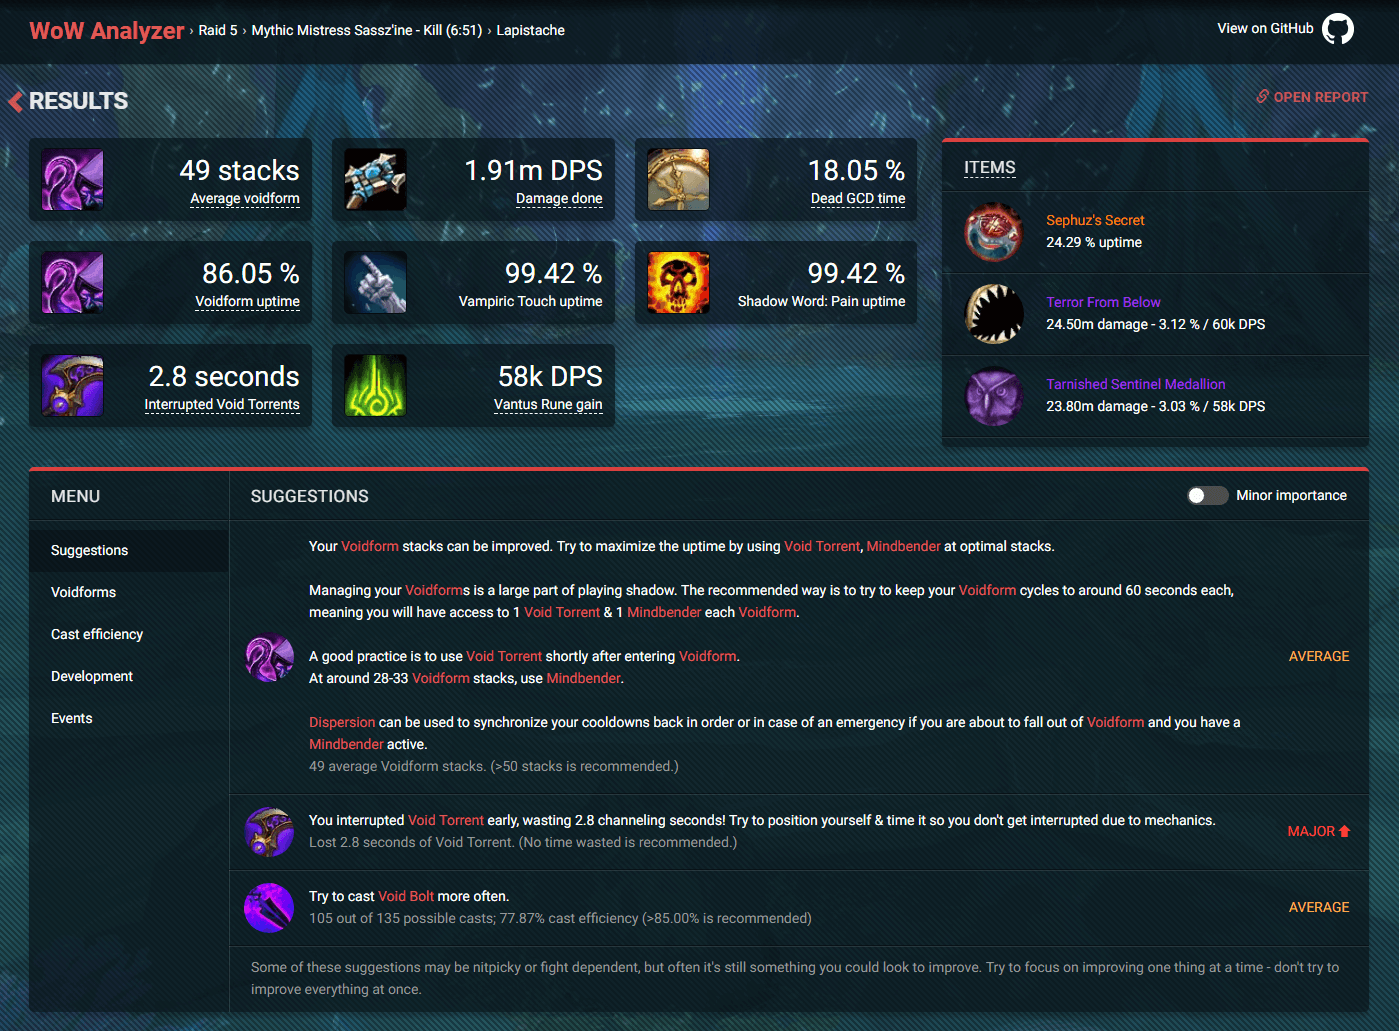 WoW Analyzer › Raid 5 › Mythic Mistress Sassz'ine - Kill (6:51) › Lapistache
View on GitHub
RESULTS
OPEN REPORT
49 stacks
Average voidform
1.91m DPS
Damage done
18.05 %
Dead GCD time
86.05 %
Voidform uptime
99.42 %
Vampiric Touch uptime
99.42 %
Shadow Word: Pain uptime
2.8 seconds
Interrupted Void Torrents
58k DPS
Vantus Rune gain
ITEMS
Sephuz's Secret
24.29 % uptime
Terror From Below
24.50m damage - 3.12 % / 60k DPS
Tarnished Sentinel Medallion
23.80m damage - 3.03 % / 58k DPS
MENU
Suggestions
Voidforms
Cast efficiency
Development
Events
SUGGESTIONS
Minor importance
Your Voidform stacks can be improved. Try to maximize the uptime by using Void Torrent, Mindbender at optimal stacks.
Managing your Voidforms is a large part of playing shadow. The recommended way is to try to keep your Voidform cycles to around 60 seconds each,
meaning you will have access to 1 Void Torrent & 1 Mindbender each Voidform.
A good practice is to use Void Torrent shortly after entering Voidform.
At around 28-33 Voidform stacks, use Mindbender.
Dispersion can be used to synchronize your cooldowns back in order or in case of an emergency if you are about to fall out of Voidform and you have a
Mindbender active.
49 average Voidform stacks. (>50 stacks is recommended.)
AVERAGE
You interrupted Void Torrent early, wasting 2.8 channeling seconds! Try to position yourself & time it so you don't get interrupted due to mechanics.
Lost 2.8 seconds of Void Torrent. (No time wasted is recommended.)
MAJOR
Try to cast Void Bolt more often.
105 out of 135 possible casts; 77.87% cast efficiency (>85.00% is recommended)
AVERAGE
Some of these suggestions may be nitpicky or fight dependent, but often it's still something you could look to improve. Try to focus on improving one thing at a time - don't try to
improve everything at once.